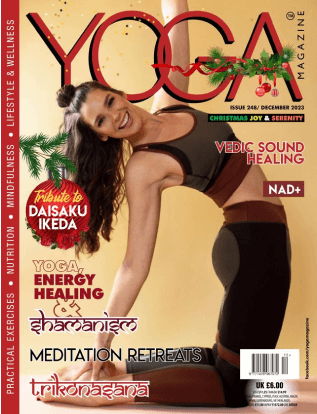 YOGA
MAGAZINE
TM
ISSUE 248/ DECEMBER 2023
CHRISTMAS JOY & SERENITY
PRACTICAL EXERCISES • NUTRITION • MINDFULNESS • LIFESTYLE & WELLNESS
VEDIC SOUND
HEALING
NAD+
Tribute to
DAISAKU
IKEDA
YOGA,
ENERGY
HEALING
&
Shamanism
MEDITATION RETREATS
Trikonasana
UK £6.00